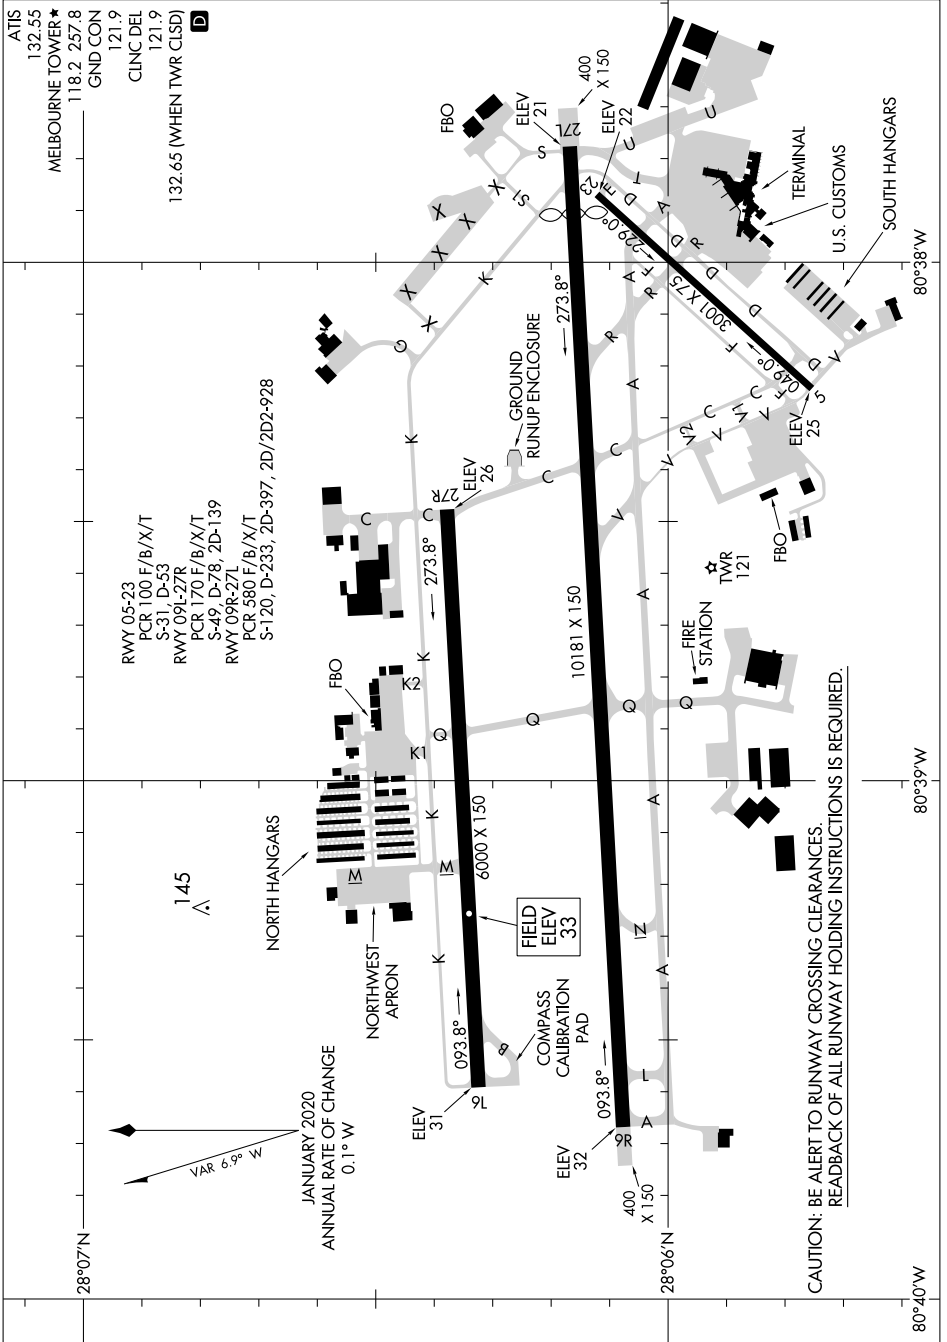 ATIS
132.55
MELBOURNE TOWER★
118.2 257.8
GND CON
121.9
CLNC DEL
121.9
132.65 (WHEN TWR CLSD)
D
RWY 05-23
PCR 100 F/B/X/T
S-31, D-53
RWY 09L-27R
PCR 170 F/B/X/T
S-49, D-78, 2D-139
RWY 09R-27L
PCR 580 F/B/X/T
S-120, D-233, 2D-397, 2D/2D2-928
VAR 6.9° W
JANUARY 2020
ANNUAL RATE OF CHANGE
0.1° W
28°07'N
28°06'N
80°40'W
80°39'W
80°38'W
145
NORTH HANGARS
NORTHWEST
APRON
FBO
M
M
K
K
K
K
K
K1
K2
Q
Q
Q
Q
C
C
C
C
C
C
G
X
X
X
X
X
X
S1
S
FBO
ELEV
31
9L
093.8°
B
COMPASS
CALIBRATION
PAD
FIELD
ELEV
33
6000 X 150
273.8°
27R
ELEV
26
GROUND
RUNUP ENCLOSURE
400
X 150
ELEV
32
9R
093.8°
10181 X 150
273.8°
27L
ELEV
21
400
X 150
A
L
A
N
A
A
A
A
A
V
V
V2
V1
V
V
V
R
R
R
F
F
F
D
D
D
D
D
E
T
U
U
23
ELEV
22
229.0°
3001 X 75
049.0°
5
ELEV
25
FIRE
STATION
TWR
121
FBO
TERMINAL
U.S. CUSTOMS
SOUTH HANGARS
CAUTION: BE ALERT TO RUNWAY CROSSING CLEARANCES.
READBACK OF ALL RUNWAY HOLDING INSTRUCTIONS IS REQUIRED.